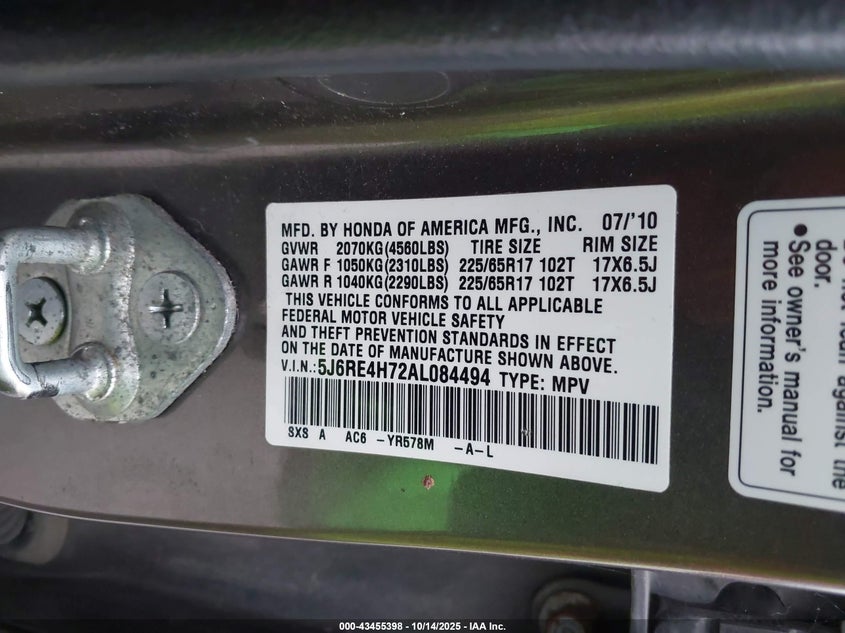 MFD. BY HONDA OF AMERICA MFG., INC. 07/'10
GVWR 2070KG(4560LBS) TIRE SIZE RIM SIZE
GAWR F 1050KG(2310LBS) 225/65R17 102T 17X6.5J
GAWR R 1040KG(2290LBS) 225/65R17 102T 17X6.5J
THIS VEHICLE CONFORMS TO ALL APPLICABLE
FEDERAL MOTOR VEHICLE SAFETY
AND THEFT PREVENTION STANDARDS IN EFFECT
ON THE DATE OF MANUFACTURE SHOWN ABOVE.
V.I.N.:5J6RE4H72AL084494 TYPE: MPV
SXS A AC6 -YR578M -A-L
door.
• See owner's manual for
more information.
000-43455398 - 10/14/2025 - IAA Inc.